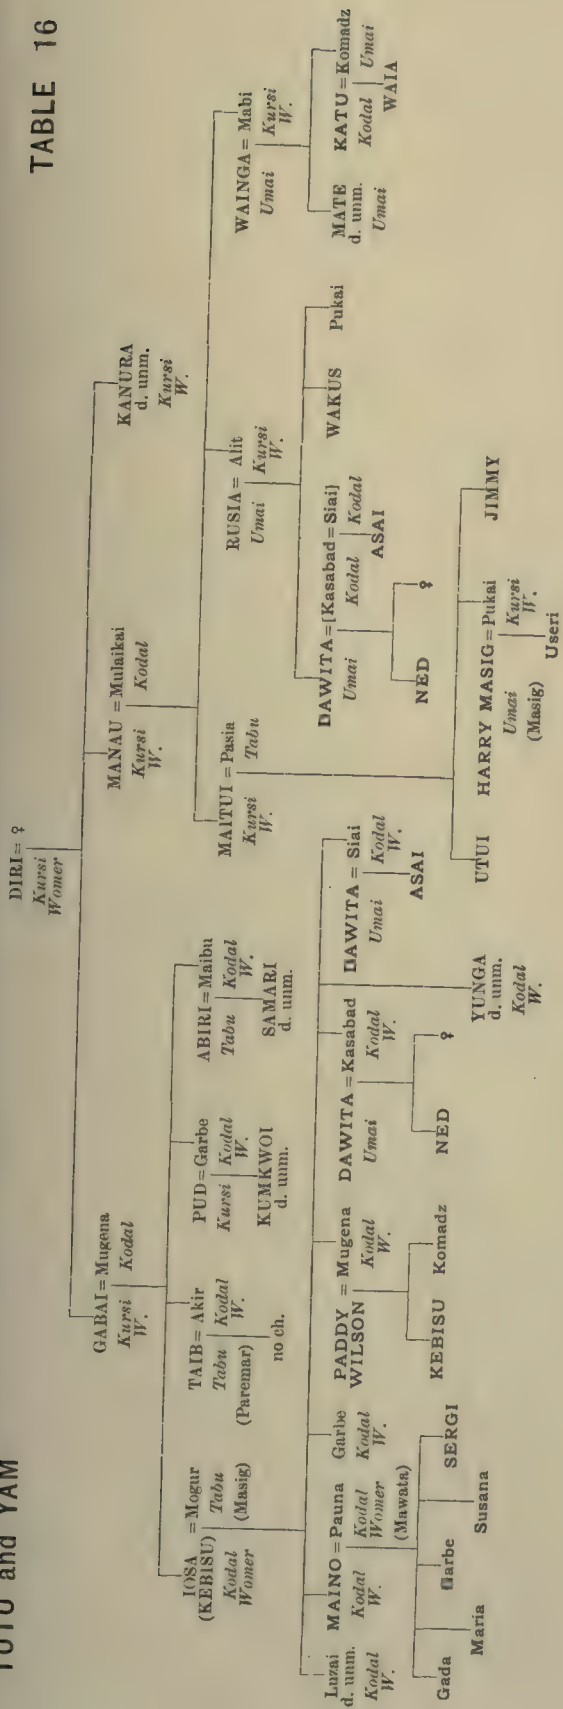 TUTU and YAM
TABLE 16
DIRI = ♀
Kursi
Womer
GABAI = Mugena
Kursi Kodal
W.
MANAU = Mulaikai
Kursi Kodal
W.
KANURA
d. unm.
Kursi
W.
IOSA = Mogur
(KEBISU) Tabu
Kodal (Masig)
Womer
TAIB = Akir
Tabu Kodal
(Paremar) W.
no ch.
PUD = Garbe
Kursi Kodal
W.
KUMKWOI
d. unm.
ABIRI = Maibu
Tabu Kodal
W.
SAMARI
d. unm.
MAITUI = Pasia
Kursi Tabu
W.
RUSIA = Alit
Umai Kursi
W.
WAINGA = Mabi
Umai Kursi
W.
Luzai
d. unm.
Kodal
W.
MAINO = Pauna
Kodal Kodal
W. Womer
(Mawata)
Garbe
Kodal
W.
PADDY = Mugena
WILSON Kodal
W.
DAWITA = Kasabad
Umai Kodal
W.
YUNGA
d. unm.
Kodal
W.
DAWITA = Siai
Umai Kodal
W.
ASAI
DAWITA = [Kasabad = Siai]
Umai Kodal Kodal
ASAI
WAKUS
Pukai
MATE
d. unm.
Umai
KATU = Komadz
Kodal Umai
WAIA
Gada
Maria
Garbe
Susana
SERGI
KEBISU Komadz
NED ♀
NED ♀
UTUI
HARRY MASIG = Pukai
Umai Kursi
(Masig) W.
Useri
JIMMY